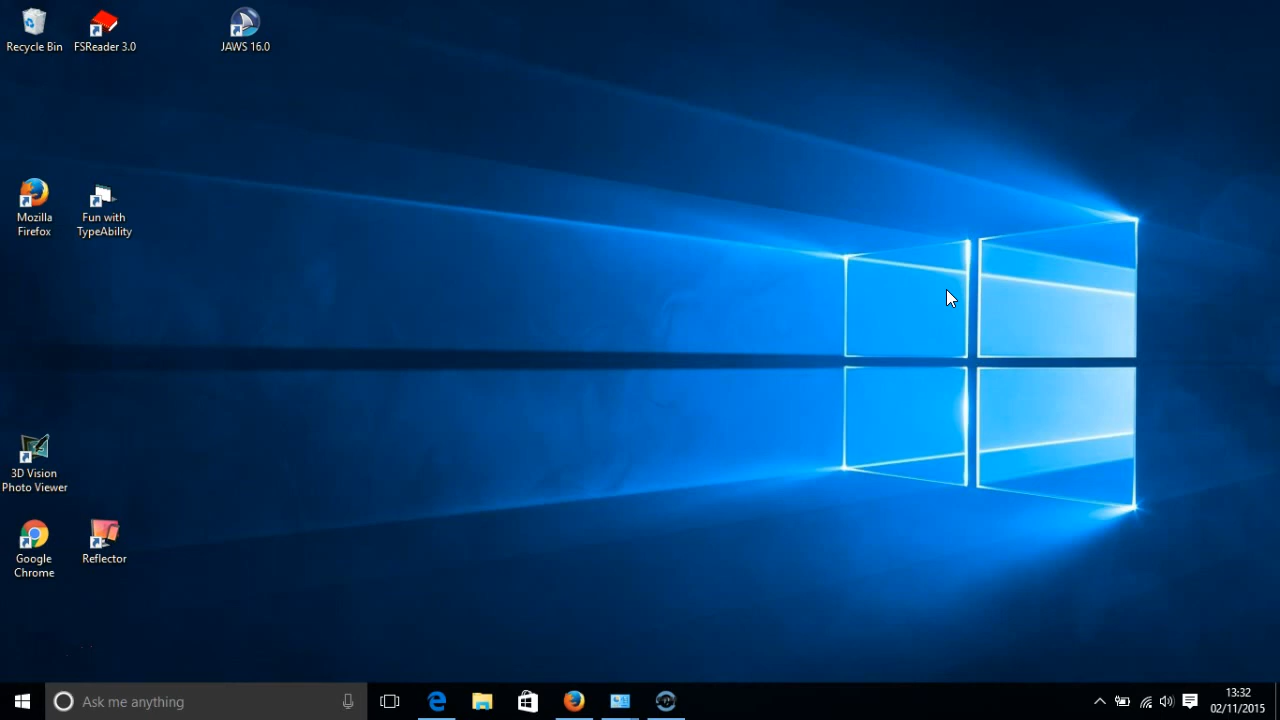 Recycle Bin
FSReader 3.0
JAWS 16.0
Mozilla
Firefox
Fun with
TypeAbility
3D Vision
Photo Viewer
Google
Chrome
Reflector
Ask me anything
13:32
02/11/2015